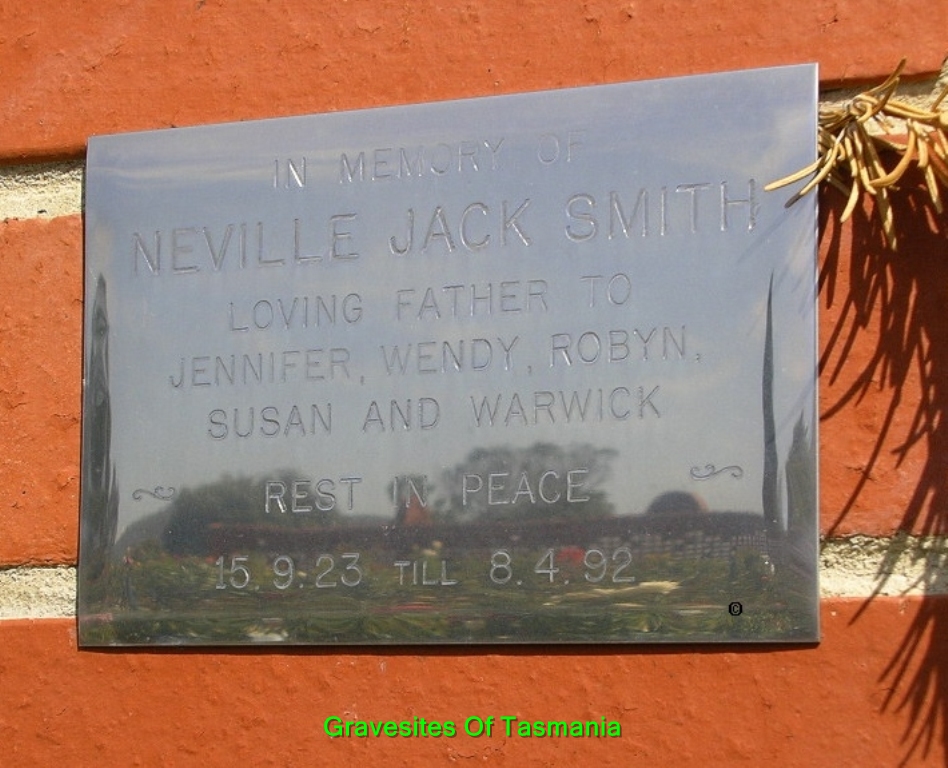 IN MEMORY OF
NEVILLE JACK SMITH
LOVING FATHER TO
JENNIFER, WENDY, ROBYN,
SUSAN AND WARWICK
REST IN PEACE
15.9.23 TILL 8.4.92
©
Gravesites Of Tasmania